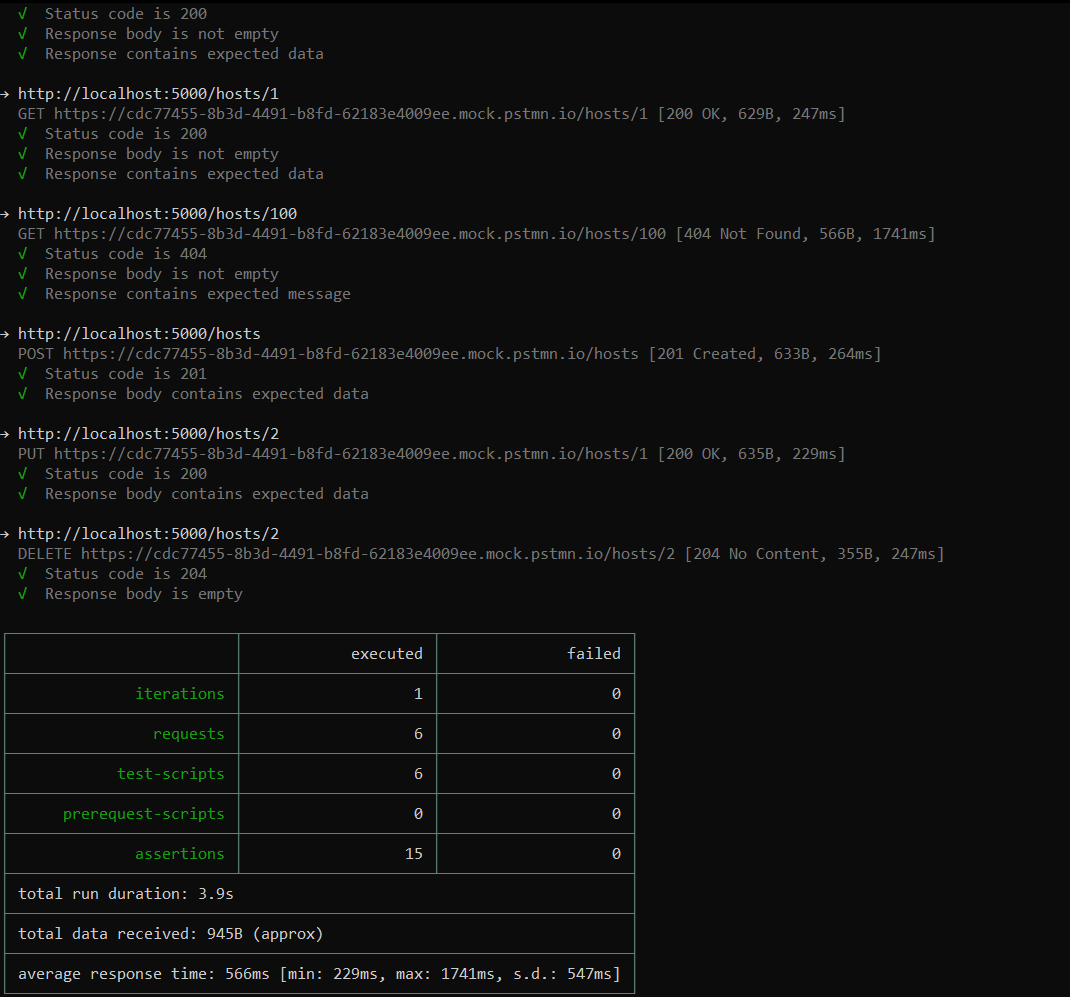 √ Status code is 200
√ Response body is not empty
√ Response contains expected data
→ http://localhost:5000/hosts/1
GET https://cdc77455-8b3d-4491-b8fd-62183e4009ee.mock.pstmn.io/hosts/1 [200 OK, 629B, 247ms]
√ Status code is 200
√ Response body is not empty
√ Response contains expected data
→ http://localhost:5000/hosts/100
GET https://cdc77455-8b3d-4491-b8fd-62183e4009ee.mock.pstmn.io/hosts/100 [404 Not Found, 566B, 1741ms]
√ Status code is 404
√ Response body is not empty
√ Response contains expected message
→ http://localhost:5000/hosts
POST https://cdc77455-8b3d-4491-b8fd-62183e4009ee.mock.pstmn.io/hosts [201 Created, 633B, 264ms]
√ Status code is 201
√ Response body contains expected data
→ http://localhost:5000/hosts/2
PUT https://cdc77455-8b3d-4491-b8fd-62183e4009ee.mock.pstmn.io/hosts/1 [200 OK, 635B, 229ms]
√ Status code is 200
√ Response body contains expected data
→ http://localhost:5000/hosts/2
DELETE https://cdc77455-8b3d-4491-b8fd-62183e4009ee.mock.pstmn.io/hosts/2 [204 No Content, 355B, 247ms]
√ Status code is 204
√ Response body is empty
executed failed
iterations 1 0
requests 6 0
test-scripts 6 0
prerequest-scripts 0 0
assertions 15 0
total run duration: 3.9s
total data received: 945B (approx)
average response time: 566ms [min: 229ms, max: 1741ms, s.d.: 547ms]